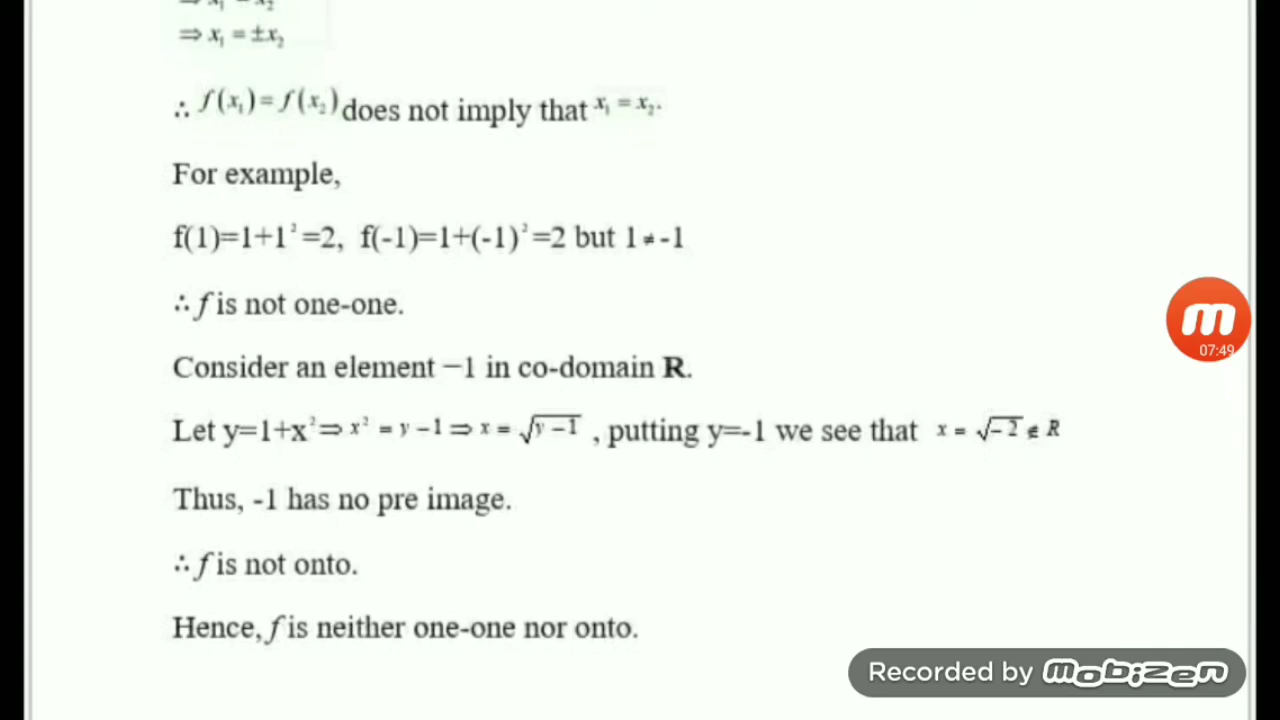 ⇒ x₁ = ±x₂
∴ f(x₁) = f(x₂) does not imply that x₁ = x₂.
For example,
f(1)=1+1²=2, f(-1)=1+(-1)²=2 but 1≠-1
∴ f is not one-one.
Consider an element −1 in co-domain R.
Let y=1+x²⇒ x² = y −1⇒ x = √(y −1) , putting y=-1 we see that x = √−2 ∉ R
Thus, -1 has no pre image.
∴ f is not onto.
Hence, f is neither one-one nor onto.
07:49
Recorded by mobizen